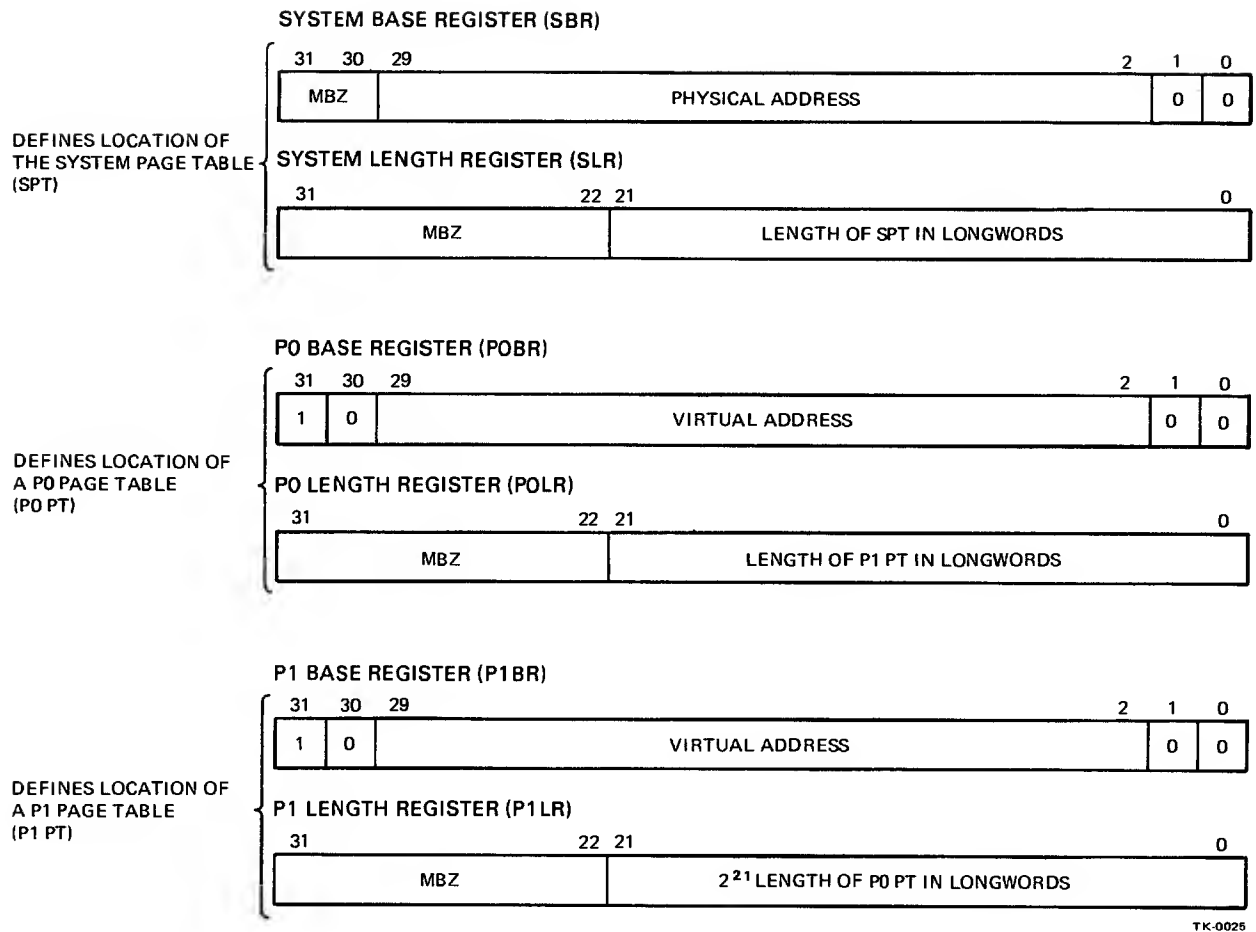 SYSTEM BASE REGISTER (SBR)
31 30 29 2 1 0
MBZ PHYSICAL ADDRESS 0 0
DEFINES LOCATION OF
THE SYSTEM PAGE TABLE
(SPT)
SYSTEM LENGTH REGISTER (SLR)
31 22 21 0
MBZ LENGTH OF SPT IN LONGWORDS
P0 BASE REGISTER (P0BR)
31 30 29 2 1 0
1 0 VIRTUAL ADDRESS 0 0
DEFINES LOCATION OF
A P0 PAGE TABLE
(P0 PT)
P0 LENGTH REGISTER (P0LR)
31 22 21 0
MBZ LENGTH OF P1 PT IN LONGWORDS
P1 BASE REGISTER (P1BR)
31 30 29 2 1 0
1 0 VIRTUAL ADDRESS 0 0
DEFINES LOCATION OF
A P1 PAGE TABLE
(P1 PT)
P1 LENGTH REGISTER (P1LR)
31 22 21 0
MBZ 2²¹ LENGTH OF P0 PT IN LONGWORDS
TK-0025